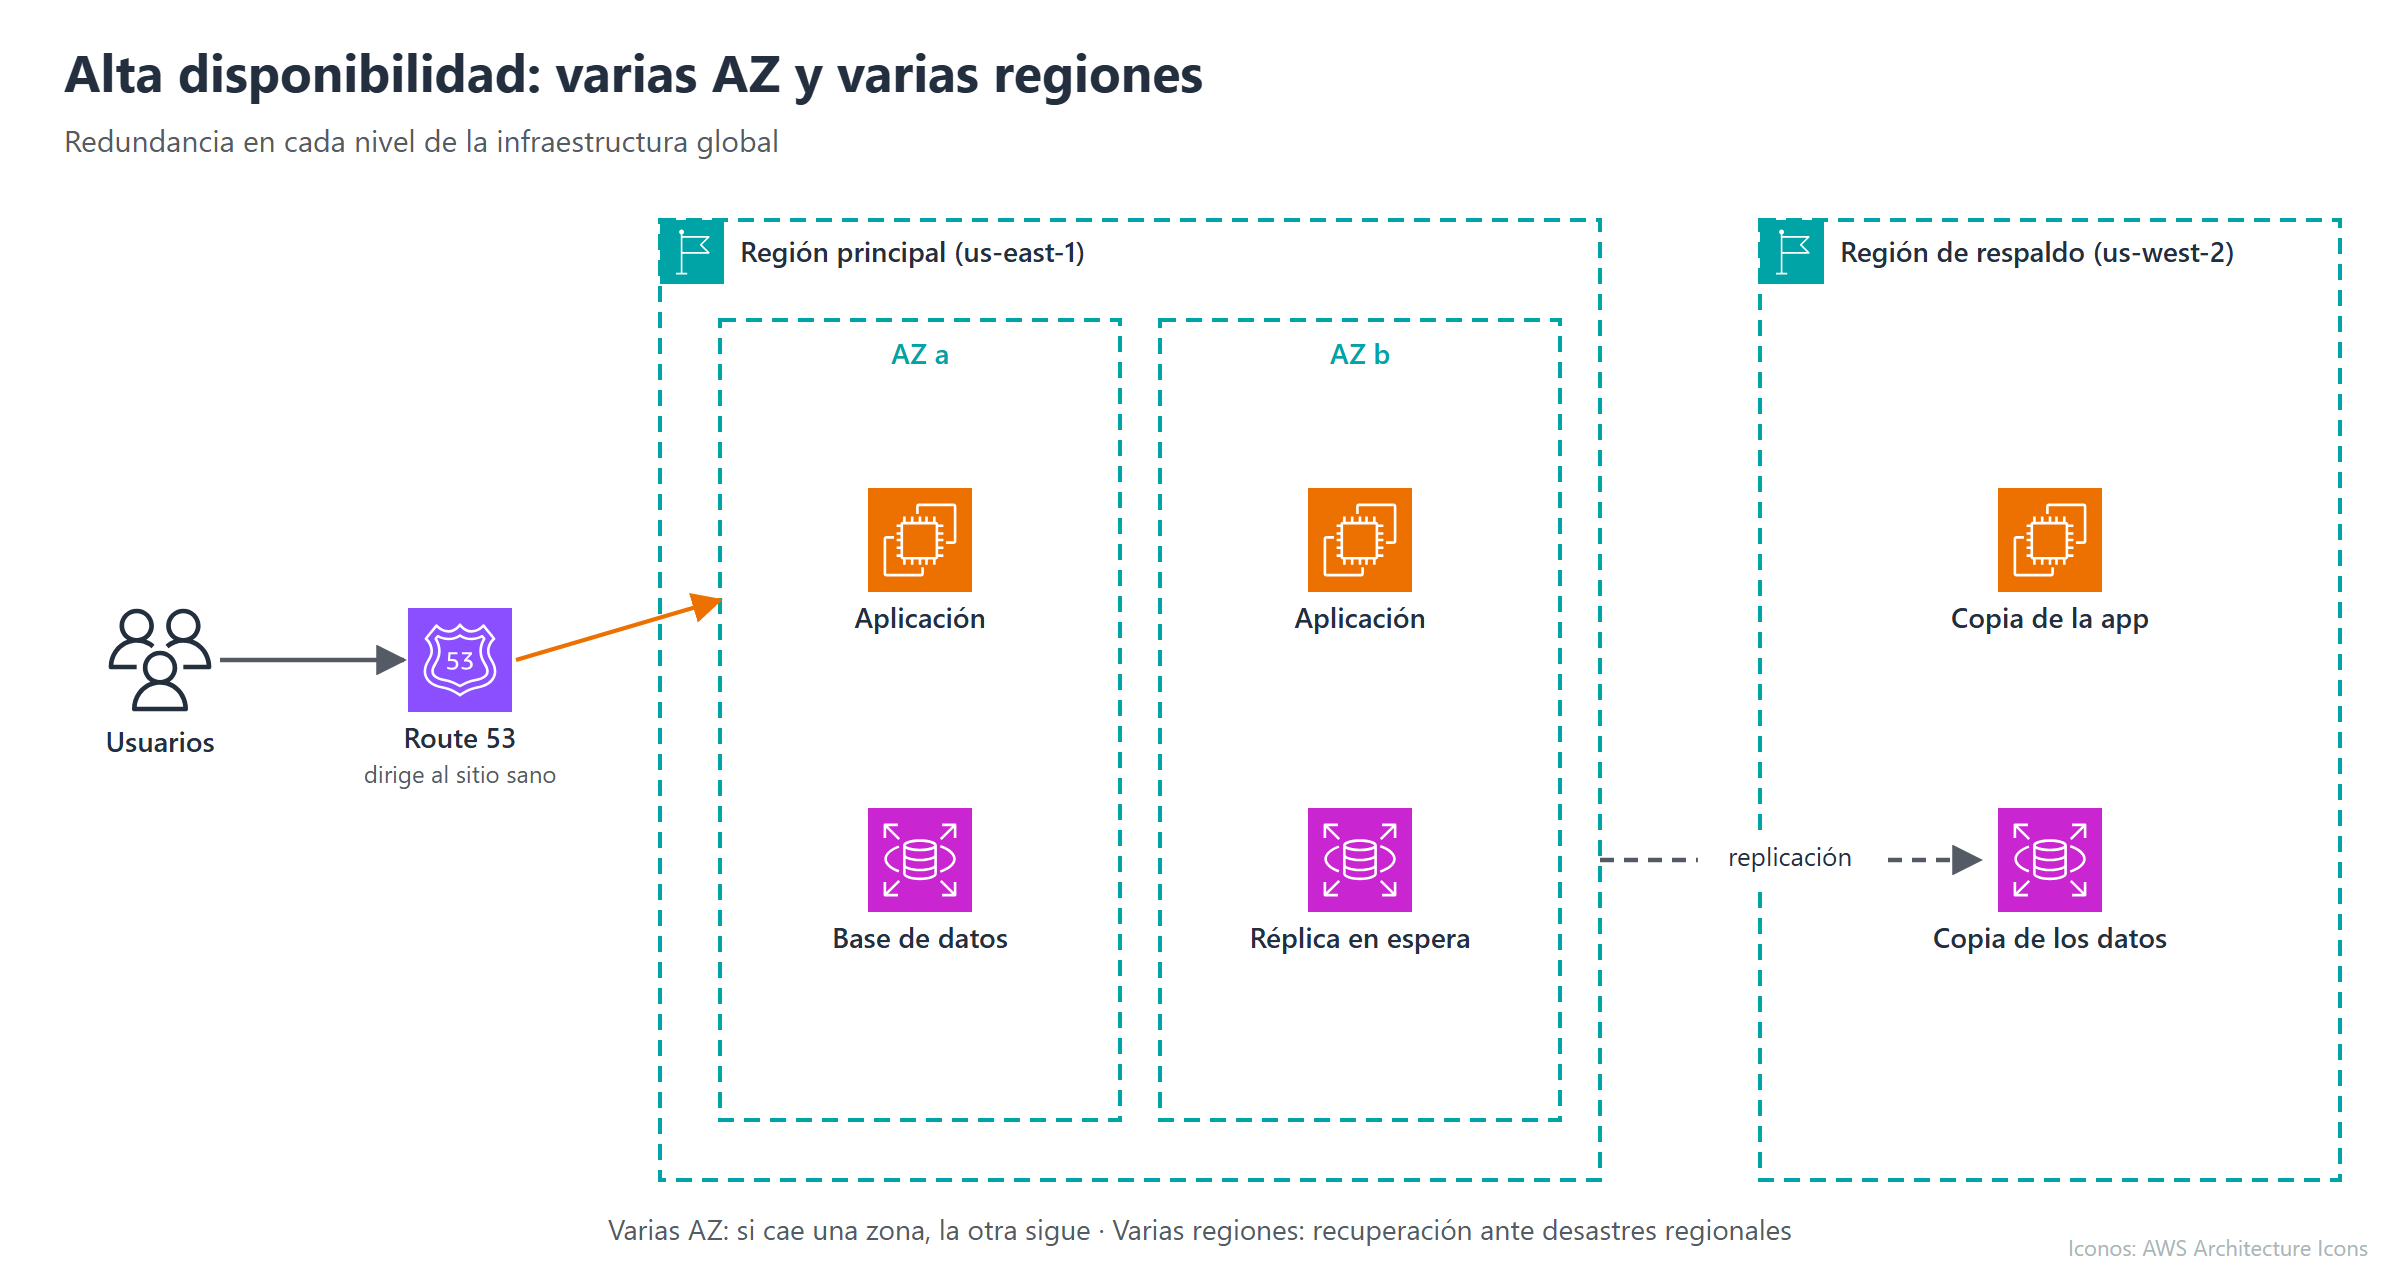 Alta disponibilidad: varias AZ y varias regiones
Redundancia en cada nivel de la infraestructura global
Región principal (us-east-1)
Región de respaldo (us-west-2)
AZ a
AZ b
Aplicación
Aplicación
Copia de la app
53
Usuarios
Route 53
dirige al sitio sano
replicación
Base de datos
Réplica en espera
Copia de los datos
Varias AZ: si cae una zona, la otra sigue · Varias regiones: recuperación ante desastres regionales
Iconos: AWS Architecture Icons